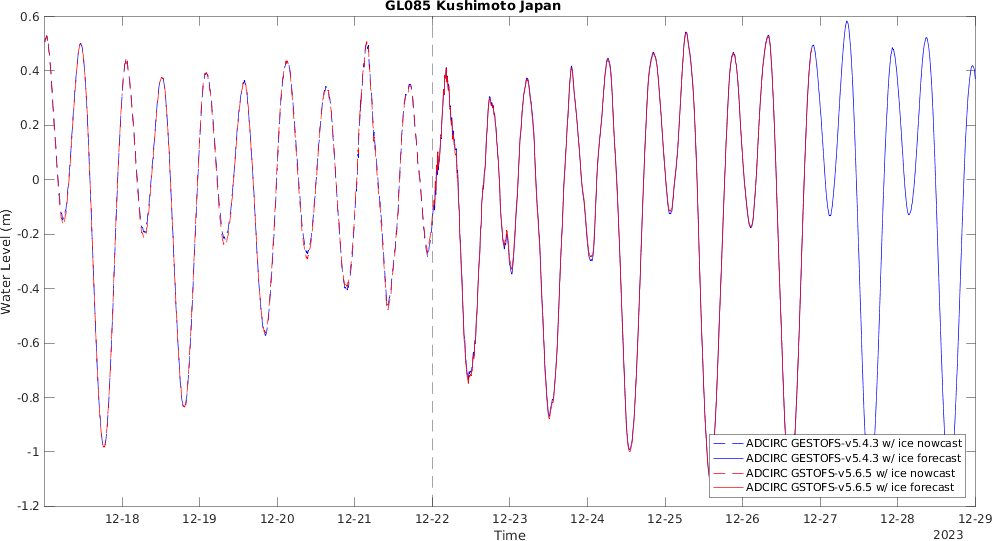 GL085 Kushimoto Japan
0.6
0.4
0.2
0
-0.2
-0.4
-0.6
-0.8
-1
-1.2
Water Level (m)
ADCIRC GESTOFS-v5.4.3 w/ ice nowcast
ADCIRC GESTOFS-v5.4.3 w/ ice forecast
ADCIRC GSTOFS-v5.6.5 w/ ice nowcast
ADCIRC GSTOFS-v5.6.5 w/ ice forecast
12-18 12-19 12-20 12-21 12-22 12-23 12-24 12-25 12-26 12-27 12-28 12-29
Time
2023